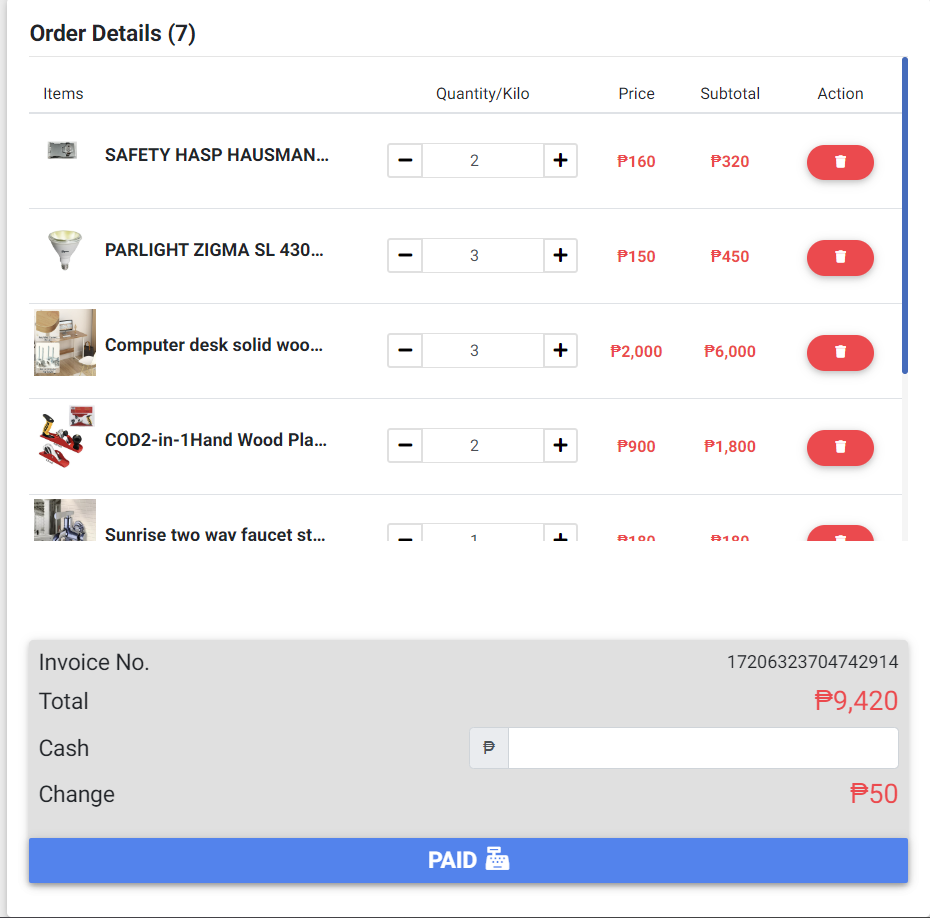 Order Details (7)
Items Quantity/Kilo Price Subtotal Action
SAFETY HASP HAUSMAN... 2 ₱160 ₱320
PARLIGHT ZIGMA SL 430... 3 ₱150 ₱450
Computer desk solid woo... 3 ₱2,000 ₱6,000
COD2-in-1Hand Wood Pla... 2 ₱900 ₱1,800
Sunrise two way faucet st... 1 ₱180 ₱180
Invoice No. 17206323704742914
Total ₱9,420
Cash ₱
Change ₱50
PAID